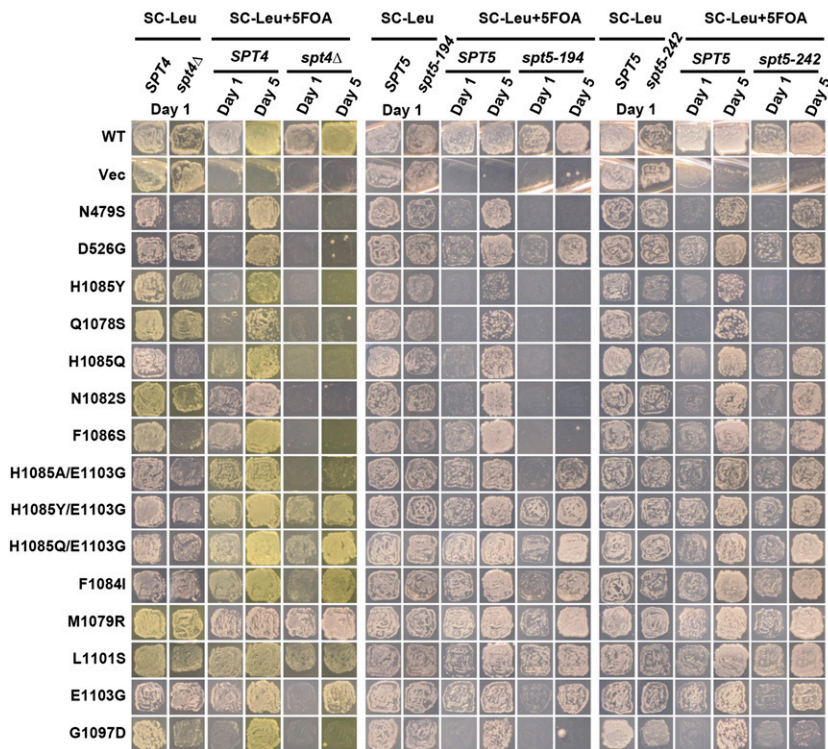 SC-Leu SC-Leu+5FOA SC-Leu SC-Leu+5FOA SC-Leu SC-Leu+5FOA
SPT4 spt4Δ SPT4 spt4Δ SPT5 spt5-194 SPT5 spt5-194 SPT5 spt5-242 SPT5 spt5-242
Day 1 Day 1 Day 5 Day 1 Day 5 Day 1 Day 1 Day 5 Day 1 Day 5 Day 1 Day 1 Day 5 Day 1 Day 5
WT
Vec
N479S
D526G
H1085Y
Q1078S
H1085Q
N1082S
F1086S
H1085A/E1103G
H1085Y/E1103G
H1085Q/E1103G
F1084I
M1079R
L1101S
E1103G
G1097D